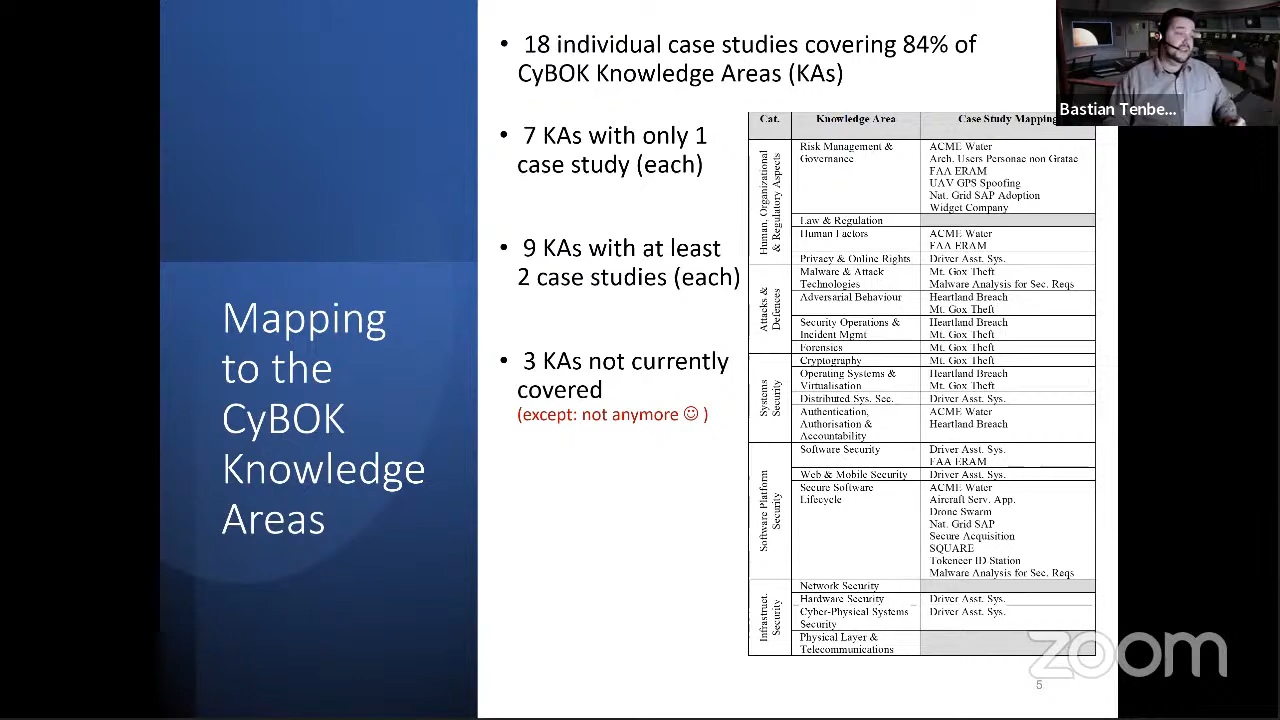 Mapping
to the
CyBOK
Knowledge
Areas
• 18 individual case studies covering 84% of
CyBOK Knowledge Areas (KAs)
• 7 KAs with only 1
case study (each)
• 9 KAs with at least
2 case studies (each)
• 3 KAs not currently
covered
(except: not anymore ☺ )
Bastian Tenbe...
Cat. Knowledge Area Case Study Mapping
Human, Organizational
& Regulatory Aspects
Risk Management & ACME Water
Governance Arch. Users Personae non Gratae
FAA ERAM
UAV GPS Spoofing
Nat. Grid SAP Adoption
Widget Company
Law & Regulation
Human Factors ACME Water
FAA ERAM
Privacy & Online Rights Driver Asst. Sys.
Attacks &
Defences
Malware & Attack Mt. Gox Theft
Technologies Malware Analysis for Sec. Reqs
Adversarial Behaviour Heartland Breach
Mt. Gox Theft
Security Operations & Heartland Breach
Incident Mgmt Mt. Gox Theft
Forensics Mt. Gox Theft
Systems
Security
Cryptography Mt. Gox Theft
Operating Systems & Heartland Breach
Virtualisation Mt. Gox Theft
Distributed Sys. Sec. Driver Asst. Sys.
Authentication, ACME Water
Authorisation & Heartland Breach
Accountability
Software Platform
Security
Software Security Driver Asst. Sys.
FAA ERAM
Web & Mobile Security Driver Asst. Sys.
Secure Software ACME Water
Lifecycle Aircraft Serv. App.
Drone Swarm
Nat. Grid SAP
Secure Acquisition
SQUARE
Tokeneer ID Station
Malware Analysis for Sec. Reqs
Infrastruct.
Security
Network Security
Hardware Security Driver Asst. Sys.
Cyber-Physical Systems Driver Asst. Sys.
Security
Physical Layer &
Telecommunications
zoom
5